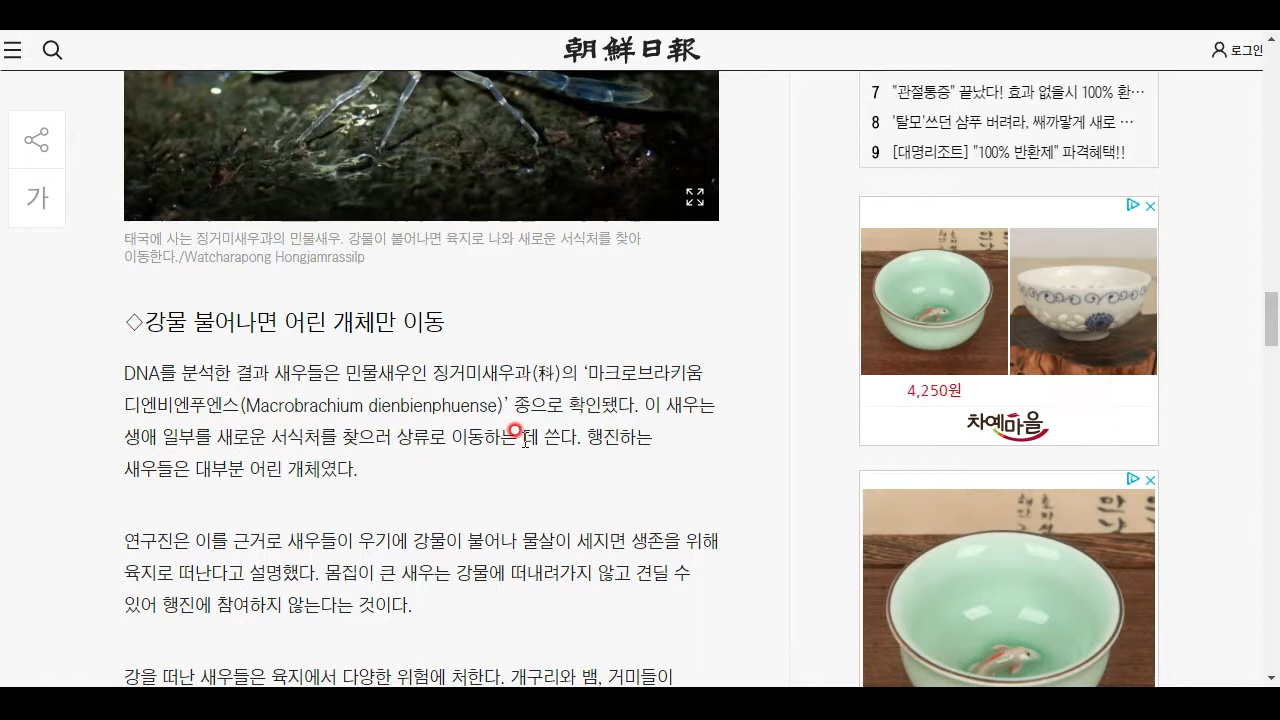 朝鮮日報
로그인
가
태국에 사는 징거미새우과의 민물새우. 강물이 불어나면 육지로 나와 새로운 서식처를 찾아
이동한다./Watcharapong Hongjamrassilp
◇강물 불어나면 어린 개체만 이동
DNA를 분석한 결과 새우들은 민물새우인 징거미새우과(科)의 ‘마크로브라키움
디엔비엔푸엔스(Macrobrachium dienbienphuense)’ 종으로 확인됐다. 이 새우는
생애 일부를 새로운 서식처를 찾으러 상류로 이동하는 데 쓴다. 행진하는
새우들은 대부분 어린 개체였다.
연구진은 이를 근거로 새우들이 우기에 강물이 불어나 물살이 세지면 생존을 위해
육지로 떠난다고 설명했다. 몸집이 큰 새우는 강물에 떠내려가지 않고 견딜 수
있어 행진에 참여하지 않는다는 것이다.
강을 떠난 새우들은 육지에서 다양한 위험에 처한다. 개구리와 뱀, 거미들이
7 "관절통증" 끝났다! 효과 없을시 100% 환…
8 '탈모'쓰던 샴푸 버려라, 쌔까맣게 새로 …
9 [대명리조트] "100% 반환제" 파격혜택!!
4,250원
차예마을
만
나